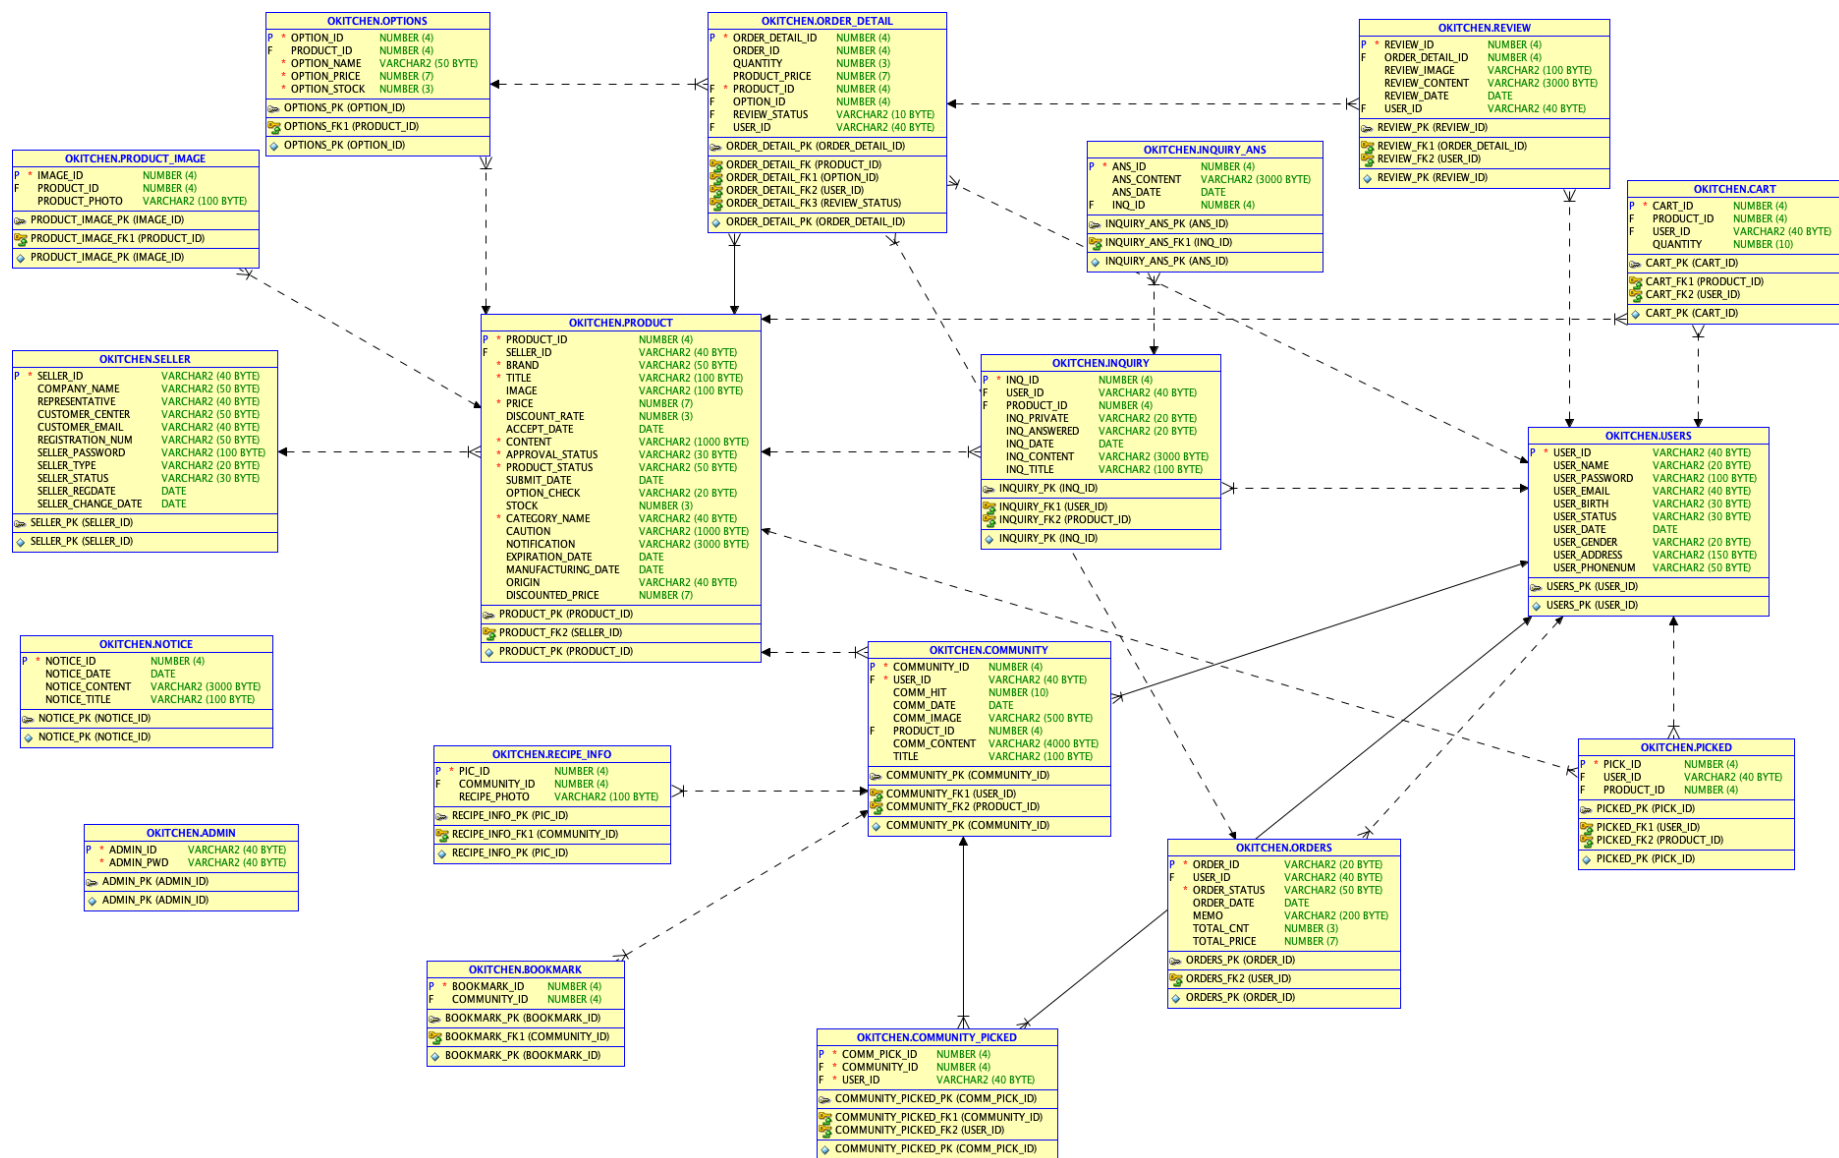 OKITCHEN.OPTIONS
P * OPTION_ID NUMBER (4)
F PRODUCT_ID NUMBER (4)
* OPTION_NAME VARCHAR2 (50 BYTE)
* OPTION_PRICE NUMBER (7)
* OPTION_STOCK NUMBER (3)
OPTIONS_PK (OPTION_ID)
OPTIONS_FK1 (PRODUCT_ID)
OPTIONS_PK (OPTION_ID)
OKITCHEN.ORDER_DETAIL
P * ORDER_DETAIL_ID NUMBER (4)
ORDER_ID NUMBER (4)
QUANTITY NUMBER (3)
PRODUCT_PRICE NUMBER (7)
F * PRODUCT_ID NUMBER (4)
F OPTION_ID NUMBER (4)
F REVIEW_STATUS VARCHAR2 (10 BYTE)
F USER_ID VARCHAR2 (40 BYTE)
ORDER_DETAIL_PK (ORDER_DETAIL_ID)
ORDER_DETAIL_FK (PRODUCT_ID)
ORDER_DETAIL_FK1 (OPTION_ID)
ORDER_DETAIL_FK2 (USER_ID)
ORDER_DETAIL_FK3 (REVIEW_STATUS)
ORDER_DETAIL_PK (ORDER_DETAIL_ID)
OKITCHEN.REVIEW
P * REVIEW_ID NUMBER (4)
F ORDER_DETAIL_ID NUMBER (4)
REVIEW_IMAGE VARCHAR2 (100 BYTE)
REVIEW_CONTENT VARCHAR2 (3000 BYTE)
REVIEW_DATE DATE
F USER_ID VARCHAR2 (40 BYTE)
REVIEW_PK (REVIEW_ID)
REVIEW_FK1 (ORDER_DETAIL_ID)
REVIEW_FK2 (USER_ID)
REVIEW_PK (REVIEW_ID)
OKITCHEN.PRODUCT_IMAGE
P * IMAGE_ID NUMBER (4)
F PRODUCT_ID NUMBER (4)
PRODUCT_PHOTO VARCHAR2 (100 BYTE)
PRODUCT_IMAGE_PK (IMAGE_ID)
PRODUCT_IMAGE_FK1 (PRODUCT_ID)
PRODUCT_IMAGE_PK (IMAGE_ID)
OKITCHEN.INQUIRY_ANS
P * ANS_ID NUMBER (4)
ANS_CONTENT VARCHAR2 (3000 BYTE)
ANS_DATE DATE
F INQ_ID NUMBER (4)
INQUIRY_ANS_PK (ANS_ID)
INQUIRY_ANS_FK1 (INQ_ID)
INQUIRY_ANS_PK (ANS_ID)
OKITCHEN.CART
P * CART_ID NUMBER (4)
F PRODUCT_ID NUMBER (4)
F USER_ID VARCHAR2 (40 BYTE)
QUANTITY NUMBER (10)
CART_PK (CART_ID)
CART_FK1 (PRODUCT_ID)
CART_FK2 (USER_ID)
CART_PK (CART_ID)
OKITCHEN.PRODUCT
P * PRODUCT_ID NUMBER (4)
F SELLER_ID VARCHAR2 (40 BYTE)
* BRAND VARCHAR2 (50 BYTE)
* TITLE VARCHAR2 (100 BYTE)
IMAGE VARCHAR2 (100 BYTE)
* PRICE NUMBER (7)
DISCOUNT_RATE NUMBER (3)
ACCEPT_DATE DATE
* CONTENT VARCHAR2 (1000 BYTE)
* APPROVAL_STATUS VARCHAR2 (30 BYTE)
* PRODUCT_STATUS VARCHAR2 (50 BYTE)
SUBMIT_DATE DATE
OPTION_CHECK VARCHAR2 (20 BYTE)
STOCK NUMBER (3)
* CATEGORY_NAME VARCHAR2 (40 BYTE)
CAUTION VARCHAR2 (1000 BYTE)
NOTIFICATION VARCHAR2 (3000 BYTE)
EXPIRATION_DATE DATE
MANUFACTURING_DATE DATE
ORIGIN VARCHAR2 (40 BYTE)
DISCOUNTED_PRICE NUMBER (7)
PRODUCT_PK (PRODUCT_ID)
PRODUCT_FK2 (SELLER_ID)
PRODUCT_PK (PRODUCT_ID)
OKITCHEN.SELLER
P * SELLER_ID VARCHAR2 (40 BYTE)
COMPANY_NAME VARCHAR2 (50 BYTE)
REPRESENTATIVE VARCHAR2 (40 BYTE)
CUSTOMER_CENTER VARCHAR2 (50 BYTE)
CUSTOMER_EMAIL VARCHAR2 (40 BYTE)
REGISTRATION_NUM VARCHAR2 (50 BYTE)
SELLER_PASSWORD VARCHAR2 (100 BYTE)
SELLER_TYPE VARCHAR2 (20 BYTE)
SELLER_STATUS VARCHAR2 (30 BYTE)
SELLER_REGDATE DATE
SELLER_CHANGE_DATE DATE
SELLER_PK (SELLER_ID)
SELLER_PK (SELLER_ID)
OKITCHEN.INQUIRY
P * INQ_ID NUMBER (4)
F USER_ID VARCHAR2 (40 BYTE)
F PRODUCT_ID NUMBER (4)
INQ_PRIVATE VARCHAR2 (20 BYTE)
INQ_ANSWERED VARCHAR2 (20 BYTE)
INQ_DATE DATE
INQ_CONTENT VARCHAR2 (3000 BYTE)
INQ_TITLE VARCHAR2 (100 BYTE)
INQUIRY_PK (INQ_ID)
INQUIRY_FK1 (USER_ID)
INQUIRY_FK2 (PRODUCT_ID)
INQUIRY_PK (INQ_ID)
OKITCHEN.USERS
P * USER_ID VARCHAR2 (40 BYTE)
USER_NAME VARCHAR2 (20 BYTE)
USER_PASSWORD VARCHAR2 (100 BYTE)
USER_EMAIL VARCHAR2 (40 BYTE)
USER_BIRTH VARCHAR2 (30 BYTE)
USER_STATUS VARCHAR2 (30 BYTE)
USER_DATE DATE
USER_GENDER VARCHAR2 (20 BYTE)
USER_ADDRESS VARCHAR2 (150 BYTE)
USER_PHONENUM VARCHAR2 (50 BYTE)
USERS_PK (USER_ID)
USERS_PK (USER_ID)
OKITCHEN.NOTICE
P * NOTICE_ID NUMBER (4)
NOTICE_DATE DATE
NOTICE_CONTENT VARCHAR2 (3000 BYTE)
NOTICE_TITLE VARCHAR2 (100 BYTE)
NOTICE_PK (NOTICE_ID)
NOTICE_PK (NOTICE_ID)
OKITCHEN.COMMUNITY
P * COMMUNITY_ID NUMBER (4)
F * USER_ID VARCHAR2 (40 BYTE)
COMM_HIT NUMBER (10)
COMM_DATE DATE
COMM_IMAGE VARCHAR2 (500 BYTE)
F PRODUCT_ID NUMBER (4)
COMM_CONTENT VARCHAR2 (4000 BYTE)
TITLE VARCHAR2 (100 BYTE)
COMMUNITY_PK (COMMUNITY_ID)
COMMUNITY_FK1 (USER_ID)
COMMUNITY_FK2 (PRODUCT_ID)
COMMUNITY_PK (COMMUNITY_ID)
OKITCHEN.RECIPE_INFO
P * PIC_ID NUMBER (4)
F COMMUNITY_ID NUMBER (4)
RECIPE_PHOTO VARCHAR2 (100 BYTE)
RECIPE_INFO_PK (PIC_ID)
RECIPE_INFO_FK1 (COMMUNITY_ID)
RECIPE_INFO_PK (PIC_ID)
OKITCHEN.PICKED
P * PICK_ID NUMBER (4)
F USER_ID VARCHAR2 (40 BYTE)
F PRODUCT_ID NUMBER (4)
PICKED_PK (PICK_ID)
PICKED_FK1 (USER_ID)
PICKED_FK2 (PRODUCT_ID)
PICKED_PK (PICK_ID)
OKITCHEN.ADMIN
P * ADMIN_ID VARCHAR2 (40 BYTE)
* ADMIN_PWD VARCHAR2 (40 BYTE)
ADMIN_PK (ADMIN_ID)
ADMIN_PK (ADMIN_ID)
OKITCHEN.ORDERS
P * ORDER_ID VARCHAR2 (20 BYTE)
F USER_ID VARCHAR2 (40 BYTE)
* ORDER_STATUS VARCHAR2 (50 BYTE)
ORDER_DATE DATE
MEMO VARCHAR2 (200 BYTE)
TOTAL_CNT NUMBER (3)
TOTAL_PRICE NUMBER (7)
ORDERS_PK (ORDER_ID)
ORDERS_FK2 (USER_ID)
ORDERS_PK (ORDER_ID)
OKITCHEN.BOOKMARK
P * BOOKMARK_ID NUMBER (4)
F COMMUNITY_ID NUMBER (4)
BOOKMARK_PK (BOOKMARK_ID)
BOOKMARK_FK1 (COMMUNITY_ID)
BOOKMARK_PK (BOOKMARK_ID)
OKITCHEN.COMMUNITY_PICKED
P * COMM_PICK_ID NUMBER (4)
F * COMMUNITY_ID NUMBER (4)
F * USER_ID VARCHAR2 (40 BYTE)
COMMUNITY_PICKED_PK (COMM_PICK_ID)
COMMUNITY_PICKED_FK1 (COMMUNITY_ID)
COMMUNITY_PICKED_FK2 (USER_ID)
COMMUNITY_PICKED_PK (COMM_PICK_ID)